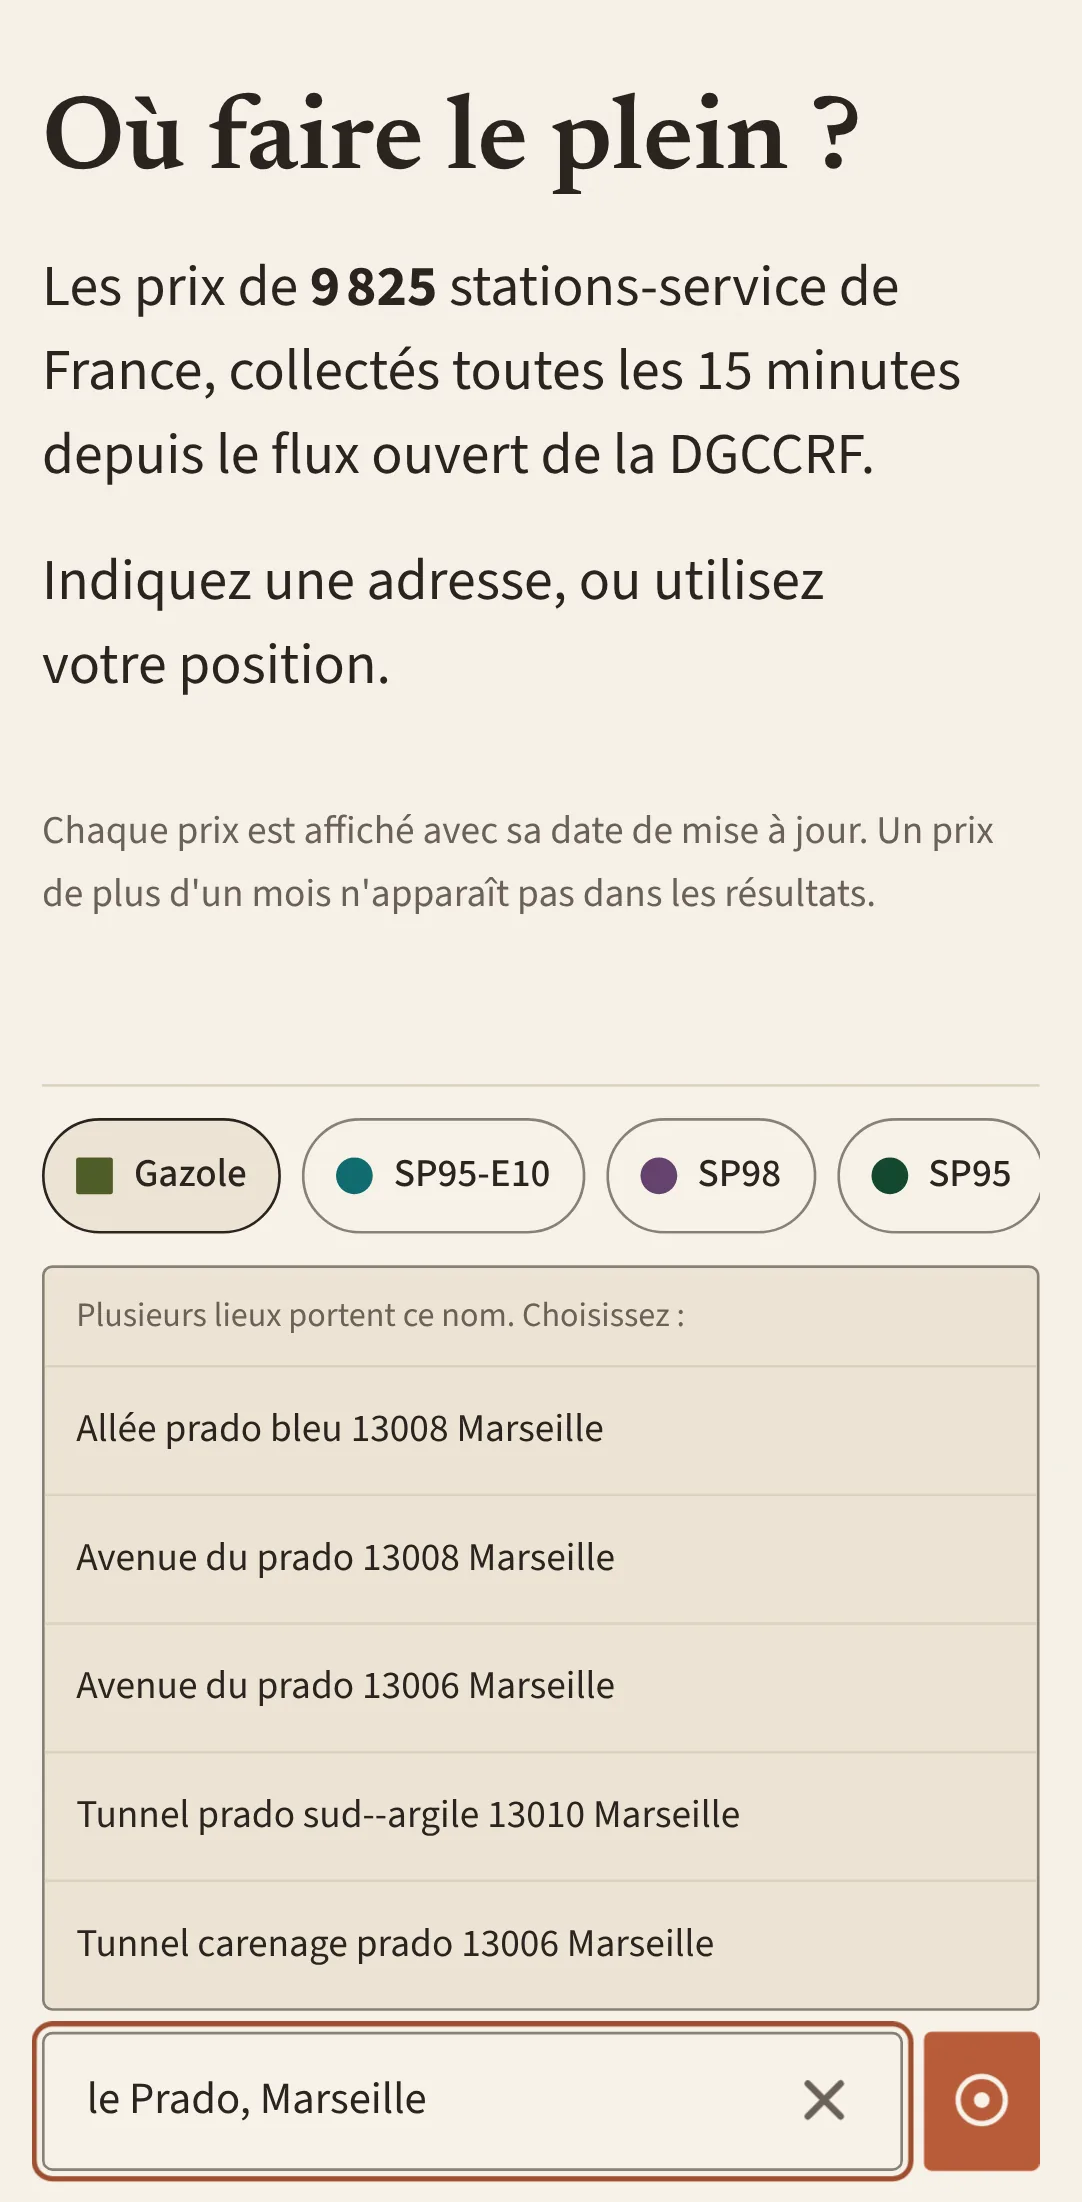 Où faire le plein ?
Les prix de 9 825 stations-service de
France, collectés toutes les 15 minutes
depuis le flux ouvert de la DGCCRF.
Indiquez une adresse, ou utilisez
votre position.
Chaque prix est affiché avec sa date de mise à jour. Un prix
de plus d'un mois n'apparaît pas dans les résultats.
Gazole SP95-E10 SP98 SP95
Plusieurs lieux portent ce nom. Choisissez :
Allée prado bleu 13008 Marseille
Avenue du prado 13008 Marseille
Avenue du prado 13006 Marseille
Tunnel prado sud--argile 13010 Marseille
Tunnel carenage prado 13006 Marseille
le Prado, Marseille